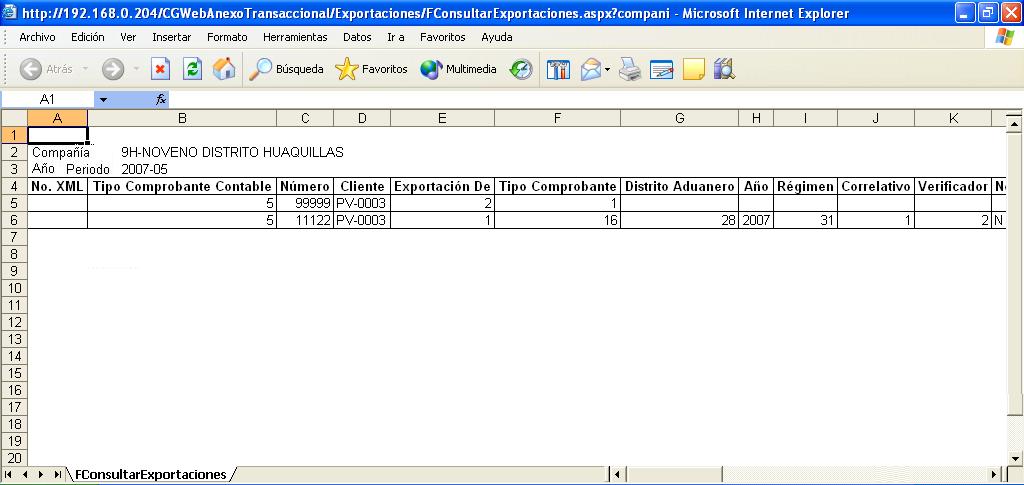 http://192.168.0.204/CGWebAnexoTransaccional/Exportaciones/FConsultarExportaciones.aspx?compani - Microsoft Internet Explorer
Archivo Edición Ver Insertar Formato Herramientas Datos Ir a Favoritos Ayuda
Atrás Búsqueda Favoritos Multimedia
A1 fx
A B C D E F G H I J K
1
2 Compañía 9H-NOVENO DISTRITO HUAQUILLAS
3 Año Periodo 2007-05
4 No. XML Tipo Comprobante Contable Número Cliente Exportación De Tipo Comprobante Distrito Aduanero Año Régimen Correlativo Verificador
5 5 99999 PV-0003 2 1
6 5 11122 PV-0003 1 16 28 2007 31 1 2 N
7
8
9
10
11
12
13
14
15
16
17
18
19
20
FConsultarExportaciones